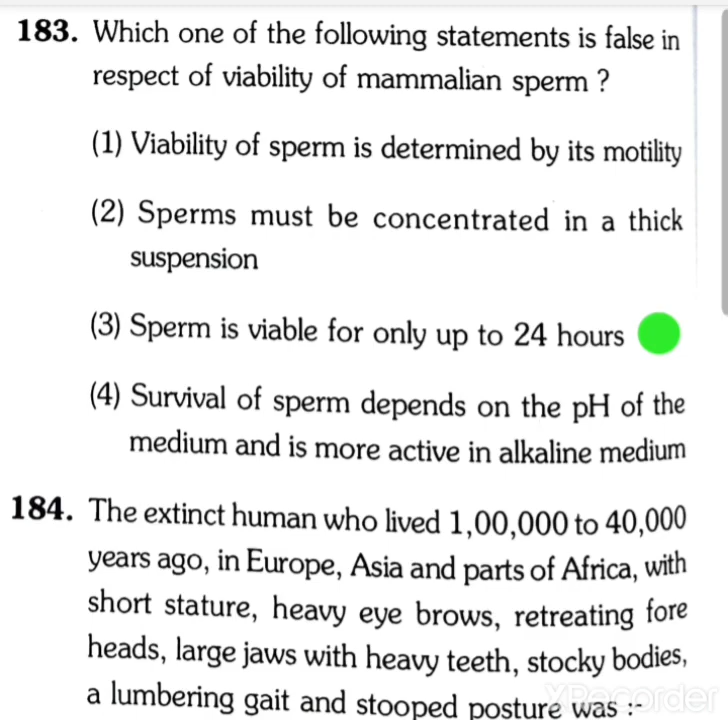 183. Which one of the following statements is false in
respect of viability of mammalian sperm ?
(1) Viability of sperm is determined by its motility
(2) Sperms must be concentrated in a thick
suspension
(3) Sperm is viable for only up to 24 hours
(4) Survival of sperm depends on the pH of the
medium and is more active in alkaline medium
184. The extinct human who lived 1,00,000 to 40,000
years ago, in Europe, Asia and parts of Africa, with
short stature, heavy eye brows, retreating fore
heads, large jaws with heavy teeth, stocky bodies,
a lumbering gait and stooped posture was :-
XRecorder